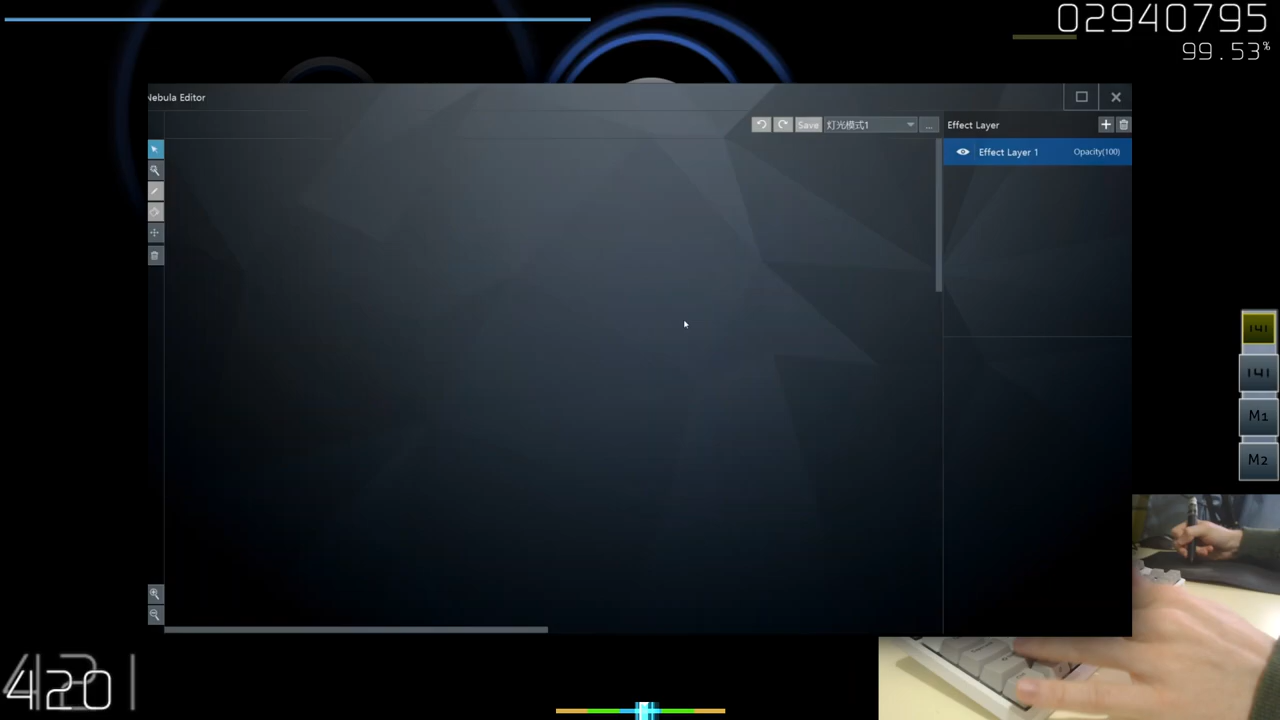 02940795
99.53%
Nebula Editor
Save 灯光模式1 ...
Effect Layer
Effect Layer 1 Opacity(100)
141
141
M1
M2
420